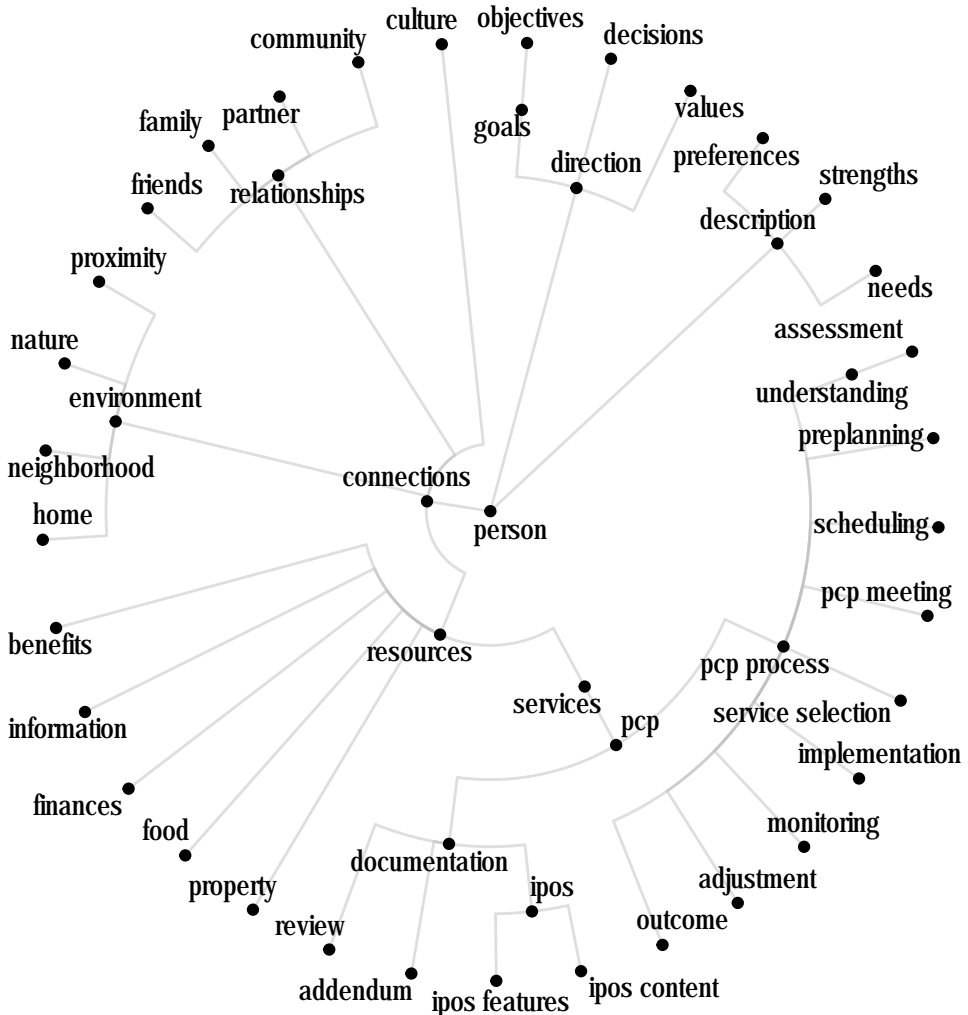 culture
objectives
decisions
community
values
partner
family
goals
direction
preferences
friends
relationships
strengths
description
proximity
needs
nature
assessment
environment
understanding
preplanning
neighborhood
connections
home
person
scheduling
pcp meeting
benefits
resources
pcp process
services
pcp
service selection
information
implementation
finances
food
monitoring
documentation
property
ipos
adjustment
review
outcome
addendum
ipos features
ipos content